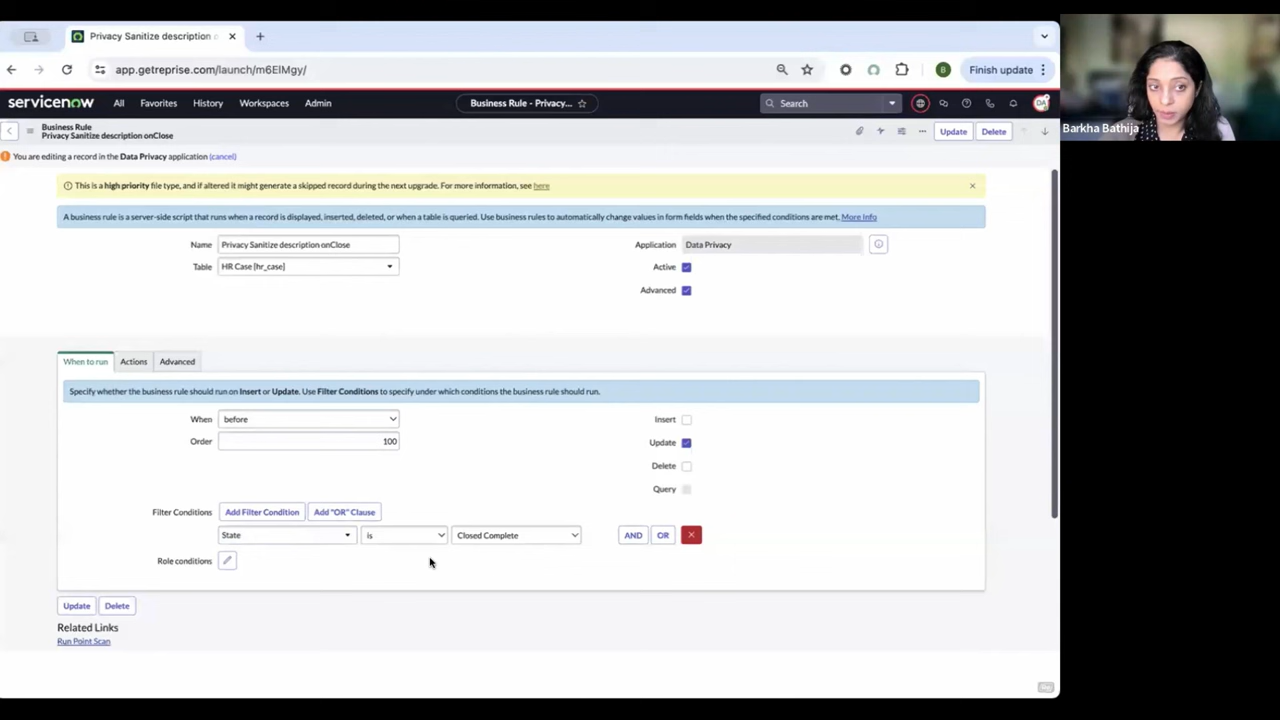 Privacy Sanitize description o
app.getreprise.com/launch/m6EIMgy/
B
Finish update
servicenow
All
Favorites
History
Workspaces
Admin
Business Rule - Privacy...
Search
Barkha Bathija
Business Rule
Privacy Sanitize description onClose
Update
Delete
You are editing a record in the Data Privacy application (cancel)
This is a high priority file type, and if altered it might generate a skipped record during the next upgrade. For more information, see here
A business rule is a server-side script that runs when a record is displayed, inserted, deleted, or when a table is queried. Use business rules to automatically change values in form fields when the specified conditions are met. More Info
Name
Privacy Sanitize description onClose
Application
Data Privacy
Table
HR Case [hr_case]
Active
Advanced
When to run
Actions
Advanced
Specify whether the business rule should run on Insert or Update. Use Filter Conditions to specify under which conditions the business rule should run.
When
before
Insert
Order
100
Update
Delete
Query
Filter Conditions
Add Filter Condition
Add "OR" Clause
State
is
Closed Complete
AND
OR
Role conditions
Update
Delete
Related Links
Run Point Scan